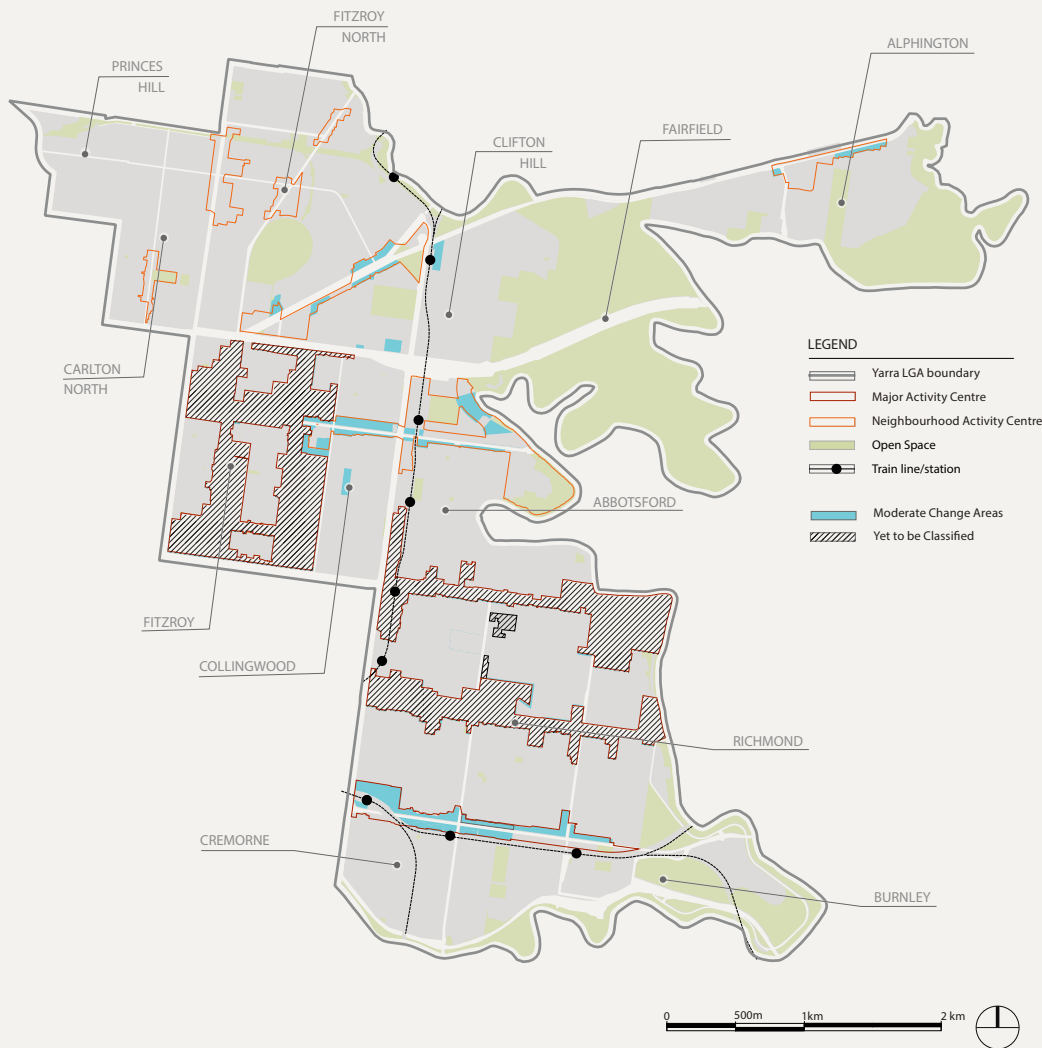 FITZROY
NORTH
PRINCES
HILL
ALPHINGTON
CLIFTON
HILL
FAIRFIELD
CARLTON
NORTH
LEGEND
Yarra LGA boundary
Major Activity Centre
Neighbourhood Activity Centre
Open Space
Train line/station
Moderate Change Areas
Yet to be Classified
ABBOTSFORD
FITZROY
COLLINGWOOD
RICHMOND
CREMORNE
BURNLEY
0 500m 1km 2 km